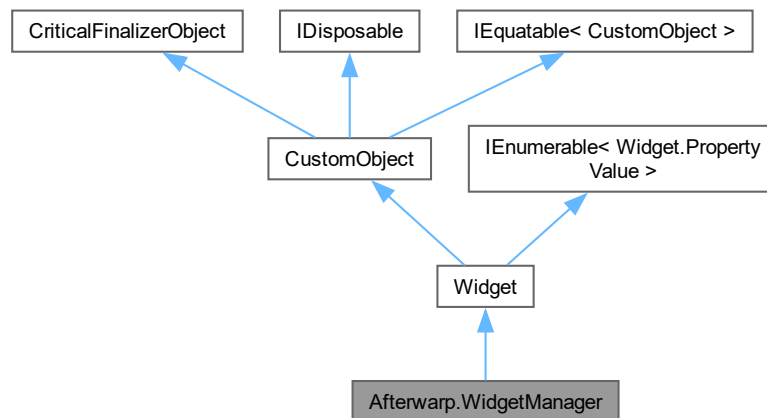 CriticalFinalizerObject
IDisposable
IEquatable< CustomObject >
CustomObject
IEnumerable< Widget.Property
Value >
Widget
Afterwarp.WidgetManager